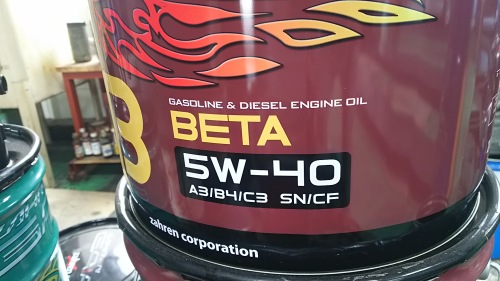 GASOLINE & DIESEL ENGINE OIL
BETA
5W-40
A3/B4/C3 SN/CF
zahren corporation